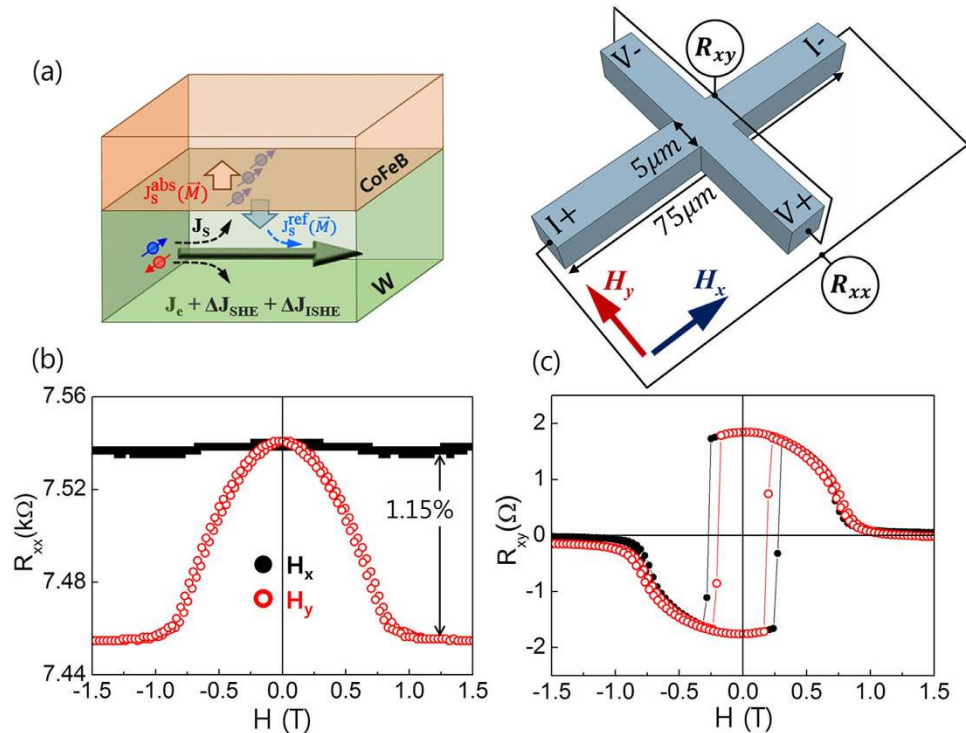 (a)
CoFeB
J_S^abs(M⃗)
J_S
J_S^ref(M⃗)
W
J_c + ΔJ_SHE + ΔJ_ISHE
V-
R_xy
I-
5μm
75μm
I+
V+
H_y
H_x
R_xx
(b)
R_xx(kΩ)
7.56
7.52
7.48
7.44
1.15%
H_x
H_y
-1.5 -1.0 -0.5 0.0 0.5 1.0 1.5
H (T)
(c)
R_xy(Ω)
2
1
0
-1
-2
-1.5 -1.0 -0.5 0.0 0.5 1.0 1.5
H (T)